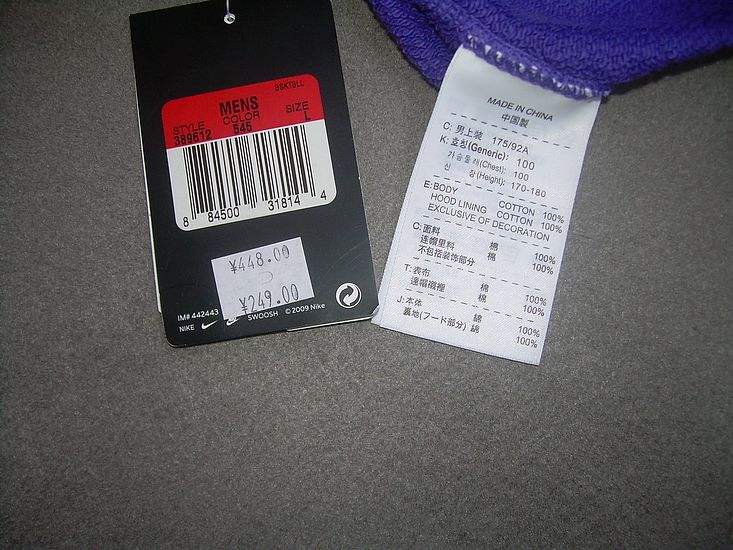 BSKTBLL
MENS
STYLE COLOR SIZE
389612 545 L
8 84500 31814 4
¥448.00
¥249.00
IM# 442443
NIKE SWOOSH © 2009 Nike
MADE IN CHINA
中国製
C: 男上装 175/92A
K: 호칭(Generic): 100
가슴둘레(Chest): 100
신 장(Height): 170-180
E: BODY COTTON 100%
HOOD LINING COTTON 100%
EXCLUSIVE OF DECORATION
C: 面料 棉 100%
连帽里料 棉 100%
不包括装饰部分
T: 表布 棉 100%
連帽襯裡 棉 100%
J: 本体 綿 100%
裏地(フード部分) 綿 100%